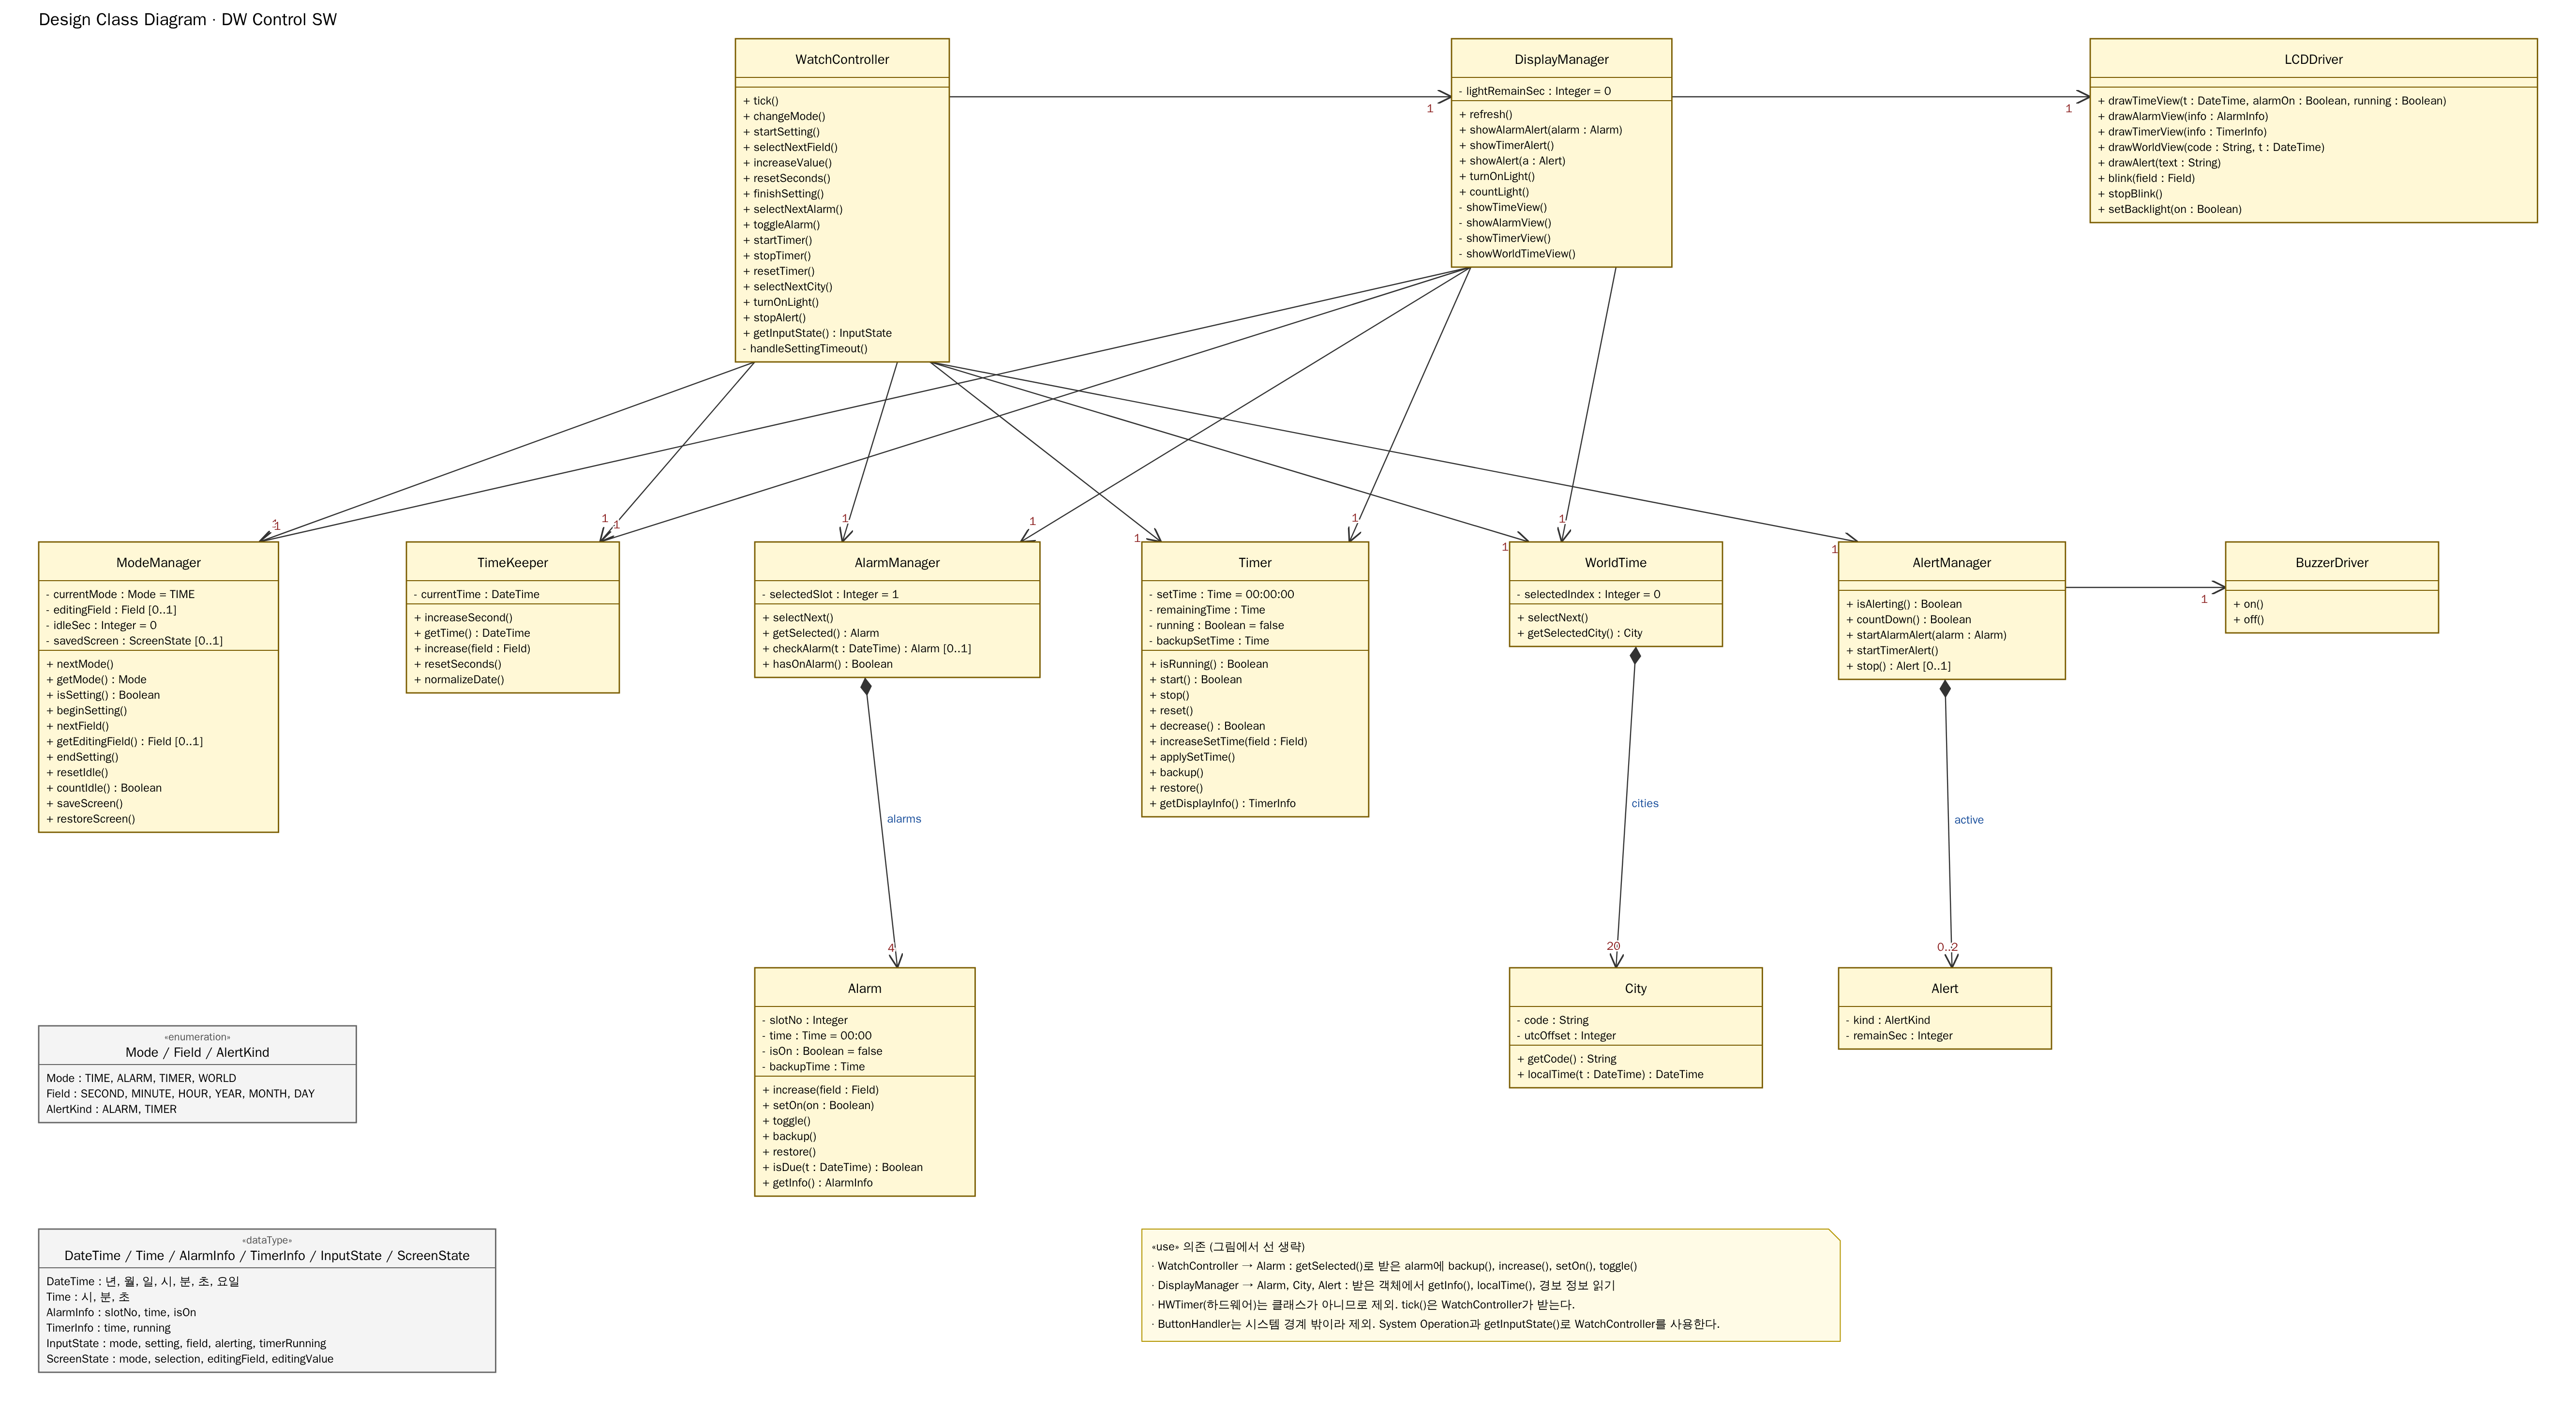 Design Class Diagram · DW Control SW
WatchController
+ tick()
+ changeMode()
+ startSetting()
+ selectNextField()
+ increaseValue()
+ resetSeconds()
+ finishSetting()
+ selectNextAlarm()
+ toggleAlarm()
+ startTimer()
+ stopTimer()
+ resetTimer()
+ selectNextCity()
+ turnOnLight()
+ stopAlert()
+ getInputState() : InputState
- handleSettingTimeout()
1
DisplayManager
- lightRemainSec : Integer = 0
+ refresh()
+ showAlarmAlert(alarm : Alarm)
+ showTimerAlert()
+ showAlert(a : Alert)
+ turnOnLight()
+ countLight()
- showTimeView()
- showAlarmView()
- showTimerView()
- showWorldTimeView()
1
LCDDriver
+ drawTimeView(t : DateTime, alarmOn : Boolean, running : Boolean)
+ drawAlarmView(info : AlarmInfo)
+ drawTimerView(info : TimerInfo)
+ drawWorldView(code : String, t : DateTime)
+ drawAlert(text : String)
+ blink(field : Field)
+ stopBlink()
+ setBacklight(on : Boolean)
1
1
1
1
1
1
1
1
1
1
1
ModeManager
- currentMode : Mode = TIME
- editingField : Field [0..1]
- idleSec : Integer = 0
- savedScreen : ScreenState [0..1]
+ nextMode()
+ getMode() : Mode
+ isSetting() : Boolean
+ beginSetting()
+ nextField()
+ getEditingField() : Field [0..1]
+ endSetting()
+ resetIdle()
+ countIdle() : Boolean
+ saveScreen()
+ restoreScreen()
TimeKeeper
- currentTime : DateTime
+ increaseSecond()
+ getTime() : DateTime
+ increase(field : Field)
+ resetSeconds()
+ normalizeDate()
AlarmManager
- selectedSlot : Integer = 1
+ selectNext()
+ getSelected() : Alarm
+ checkAlarm(t : DateTime) : Alarm [0..1]
+ hasOnAlarm() : Boolean
Timer
- setTime : Time = 00:00:00
- remainingTime : Time
- running : Boolean = false
- backupSetTime : Time
+ isRunning() : Boolean
+ start() : Boolean
+ stop()
+ reset()
+ decrease() : Boolean
+ increaseSetTime(field : Field)
+ applySetTime()
+ backup()
+ restore()
+ getDisplayInfo() : TimerInfo
WorldTime
- selectedIndex : Integer = 0
+ selectNext()
+ getSelectedCity() : City
AlertManager
+ isAlerting() : Boolean
+ countDown() : Boolean
+ startAlarmAlert(alarm : Alarm)
+ startTimerAlert()
+ stop() : Alert [0..1]
1
BuzzerDriver
+ on()
+ off()
alarms
4
cities
20
active
0..2
Alarm
- slotNo : Integer
- time : Time = 00:00
- isOn : Boolean = false
- backupTime : Time
+ increase(field : Field)
+ setOn(on : Boolean)
+ toggle()
+ backup()
+ restore()
+ isDue(t : DateTime) : Boolean
+ getInfo() : AlarmInfo
City
- code : String
- utcOffset : Integer
+ getCode() : String
+ localTime(t : DateTime) : DateTime
Alert
- kind : AlertKind
- remainSec : Integer
«enumeration»
Mode / Field / AlertKind
Mode : TIME, ALARM, TIMER, WORLD
Field : SECOND, MINUTE, HOUR, YEAR, MONTH, DAY
AlertKind : ALARM, TIMER
«dataType»
DateTime / Time / AlarmInfo / TimerInfo / InputState / ScreenState
DateTime : 년, 월, 일, 시, 분, 초, 요일
Time : 시, 분, 초
AlarmInfo : slotNo, time, isOn
TimerInfo : time, running
InputState : mode, setting, field, alerting, timerRunning
ScreenState : mode, selection, editingField, editingValue
«use» 의존 (그림에서 선 생략)
· WatchController → Alarm : getSelected()로 받은 alarm에 backup(), increase(), setOn(), toggle()
· DisplayManager → Alarm, City, Alert : 받은 객체에서 getInfo(), localTime(), 경보 정보 읽기
· HWTimer(하드웨어)는 클래스가 아니므로 제외. tick()은 WatchController가 받는다.
· ButtonHandler는 시스템 경계 밖이라 제외. System Operation과 getInputState()로 WatchController를 사용한다.